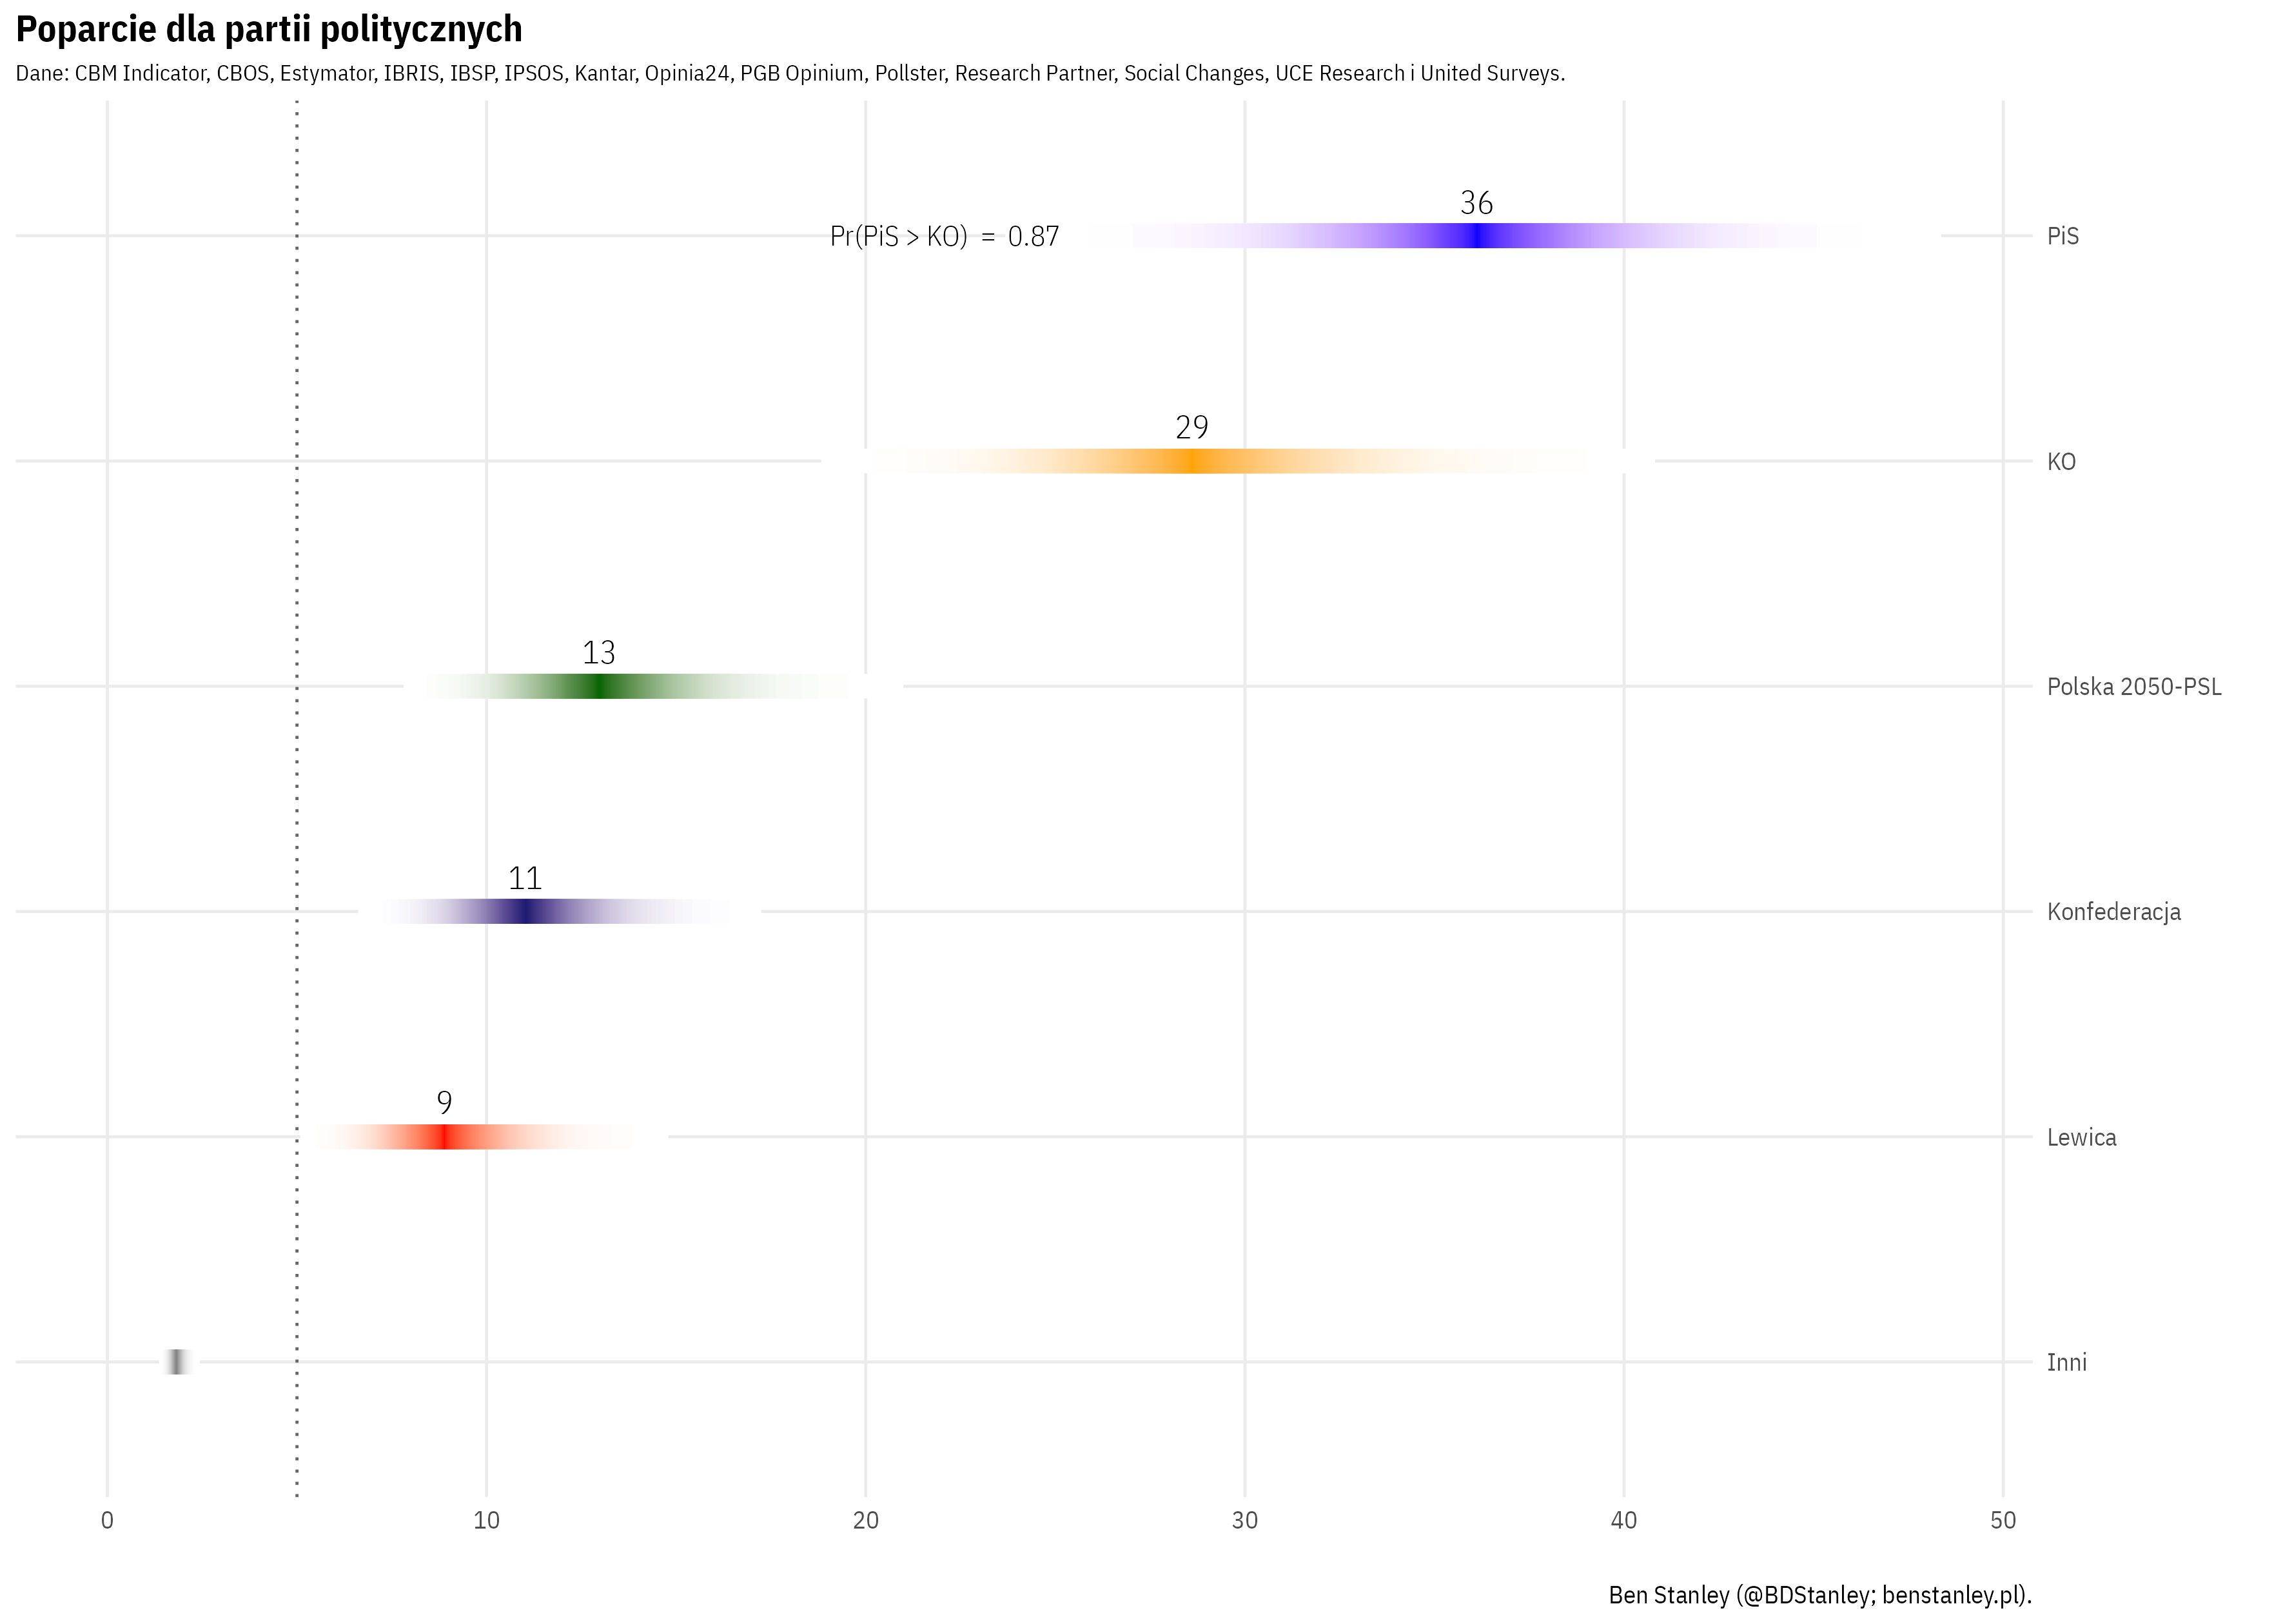 Poparcie dla partii politycznych
Dane: CBM Indicator, CBOS, Estymator, IBRIS, IBSP, IPSOS, Kantar, Opinia24, PGB Opinium, Pollster, Research Partner, Social Changes, UCE Research i United Surveys.
36
Pr(PiS > KO) = 0.87
PiS
29
KO
13
Polska 2050-PSL
11
Konfederacja
9
Lewica
Inni
0 10 20 30 40 50
Ben Stanley (@BDStanley; benstanley.pl).